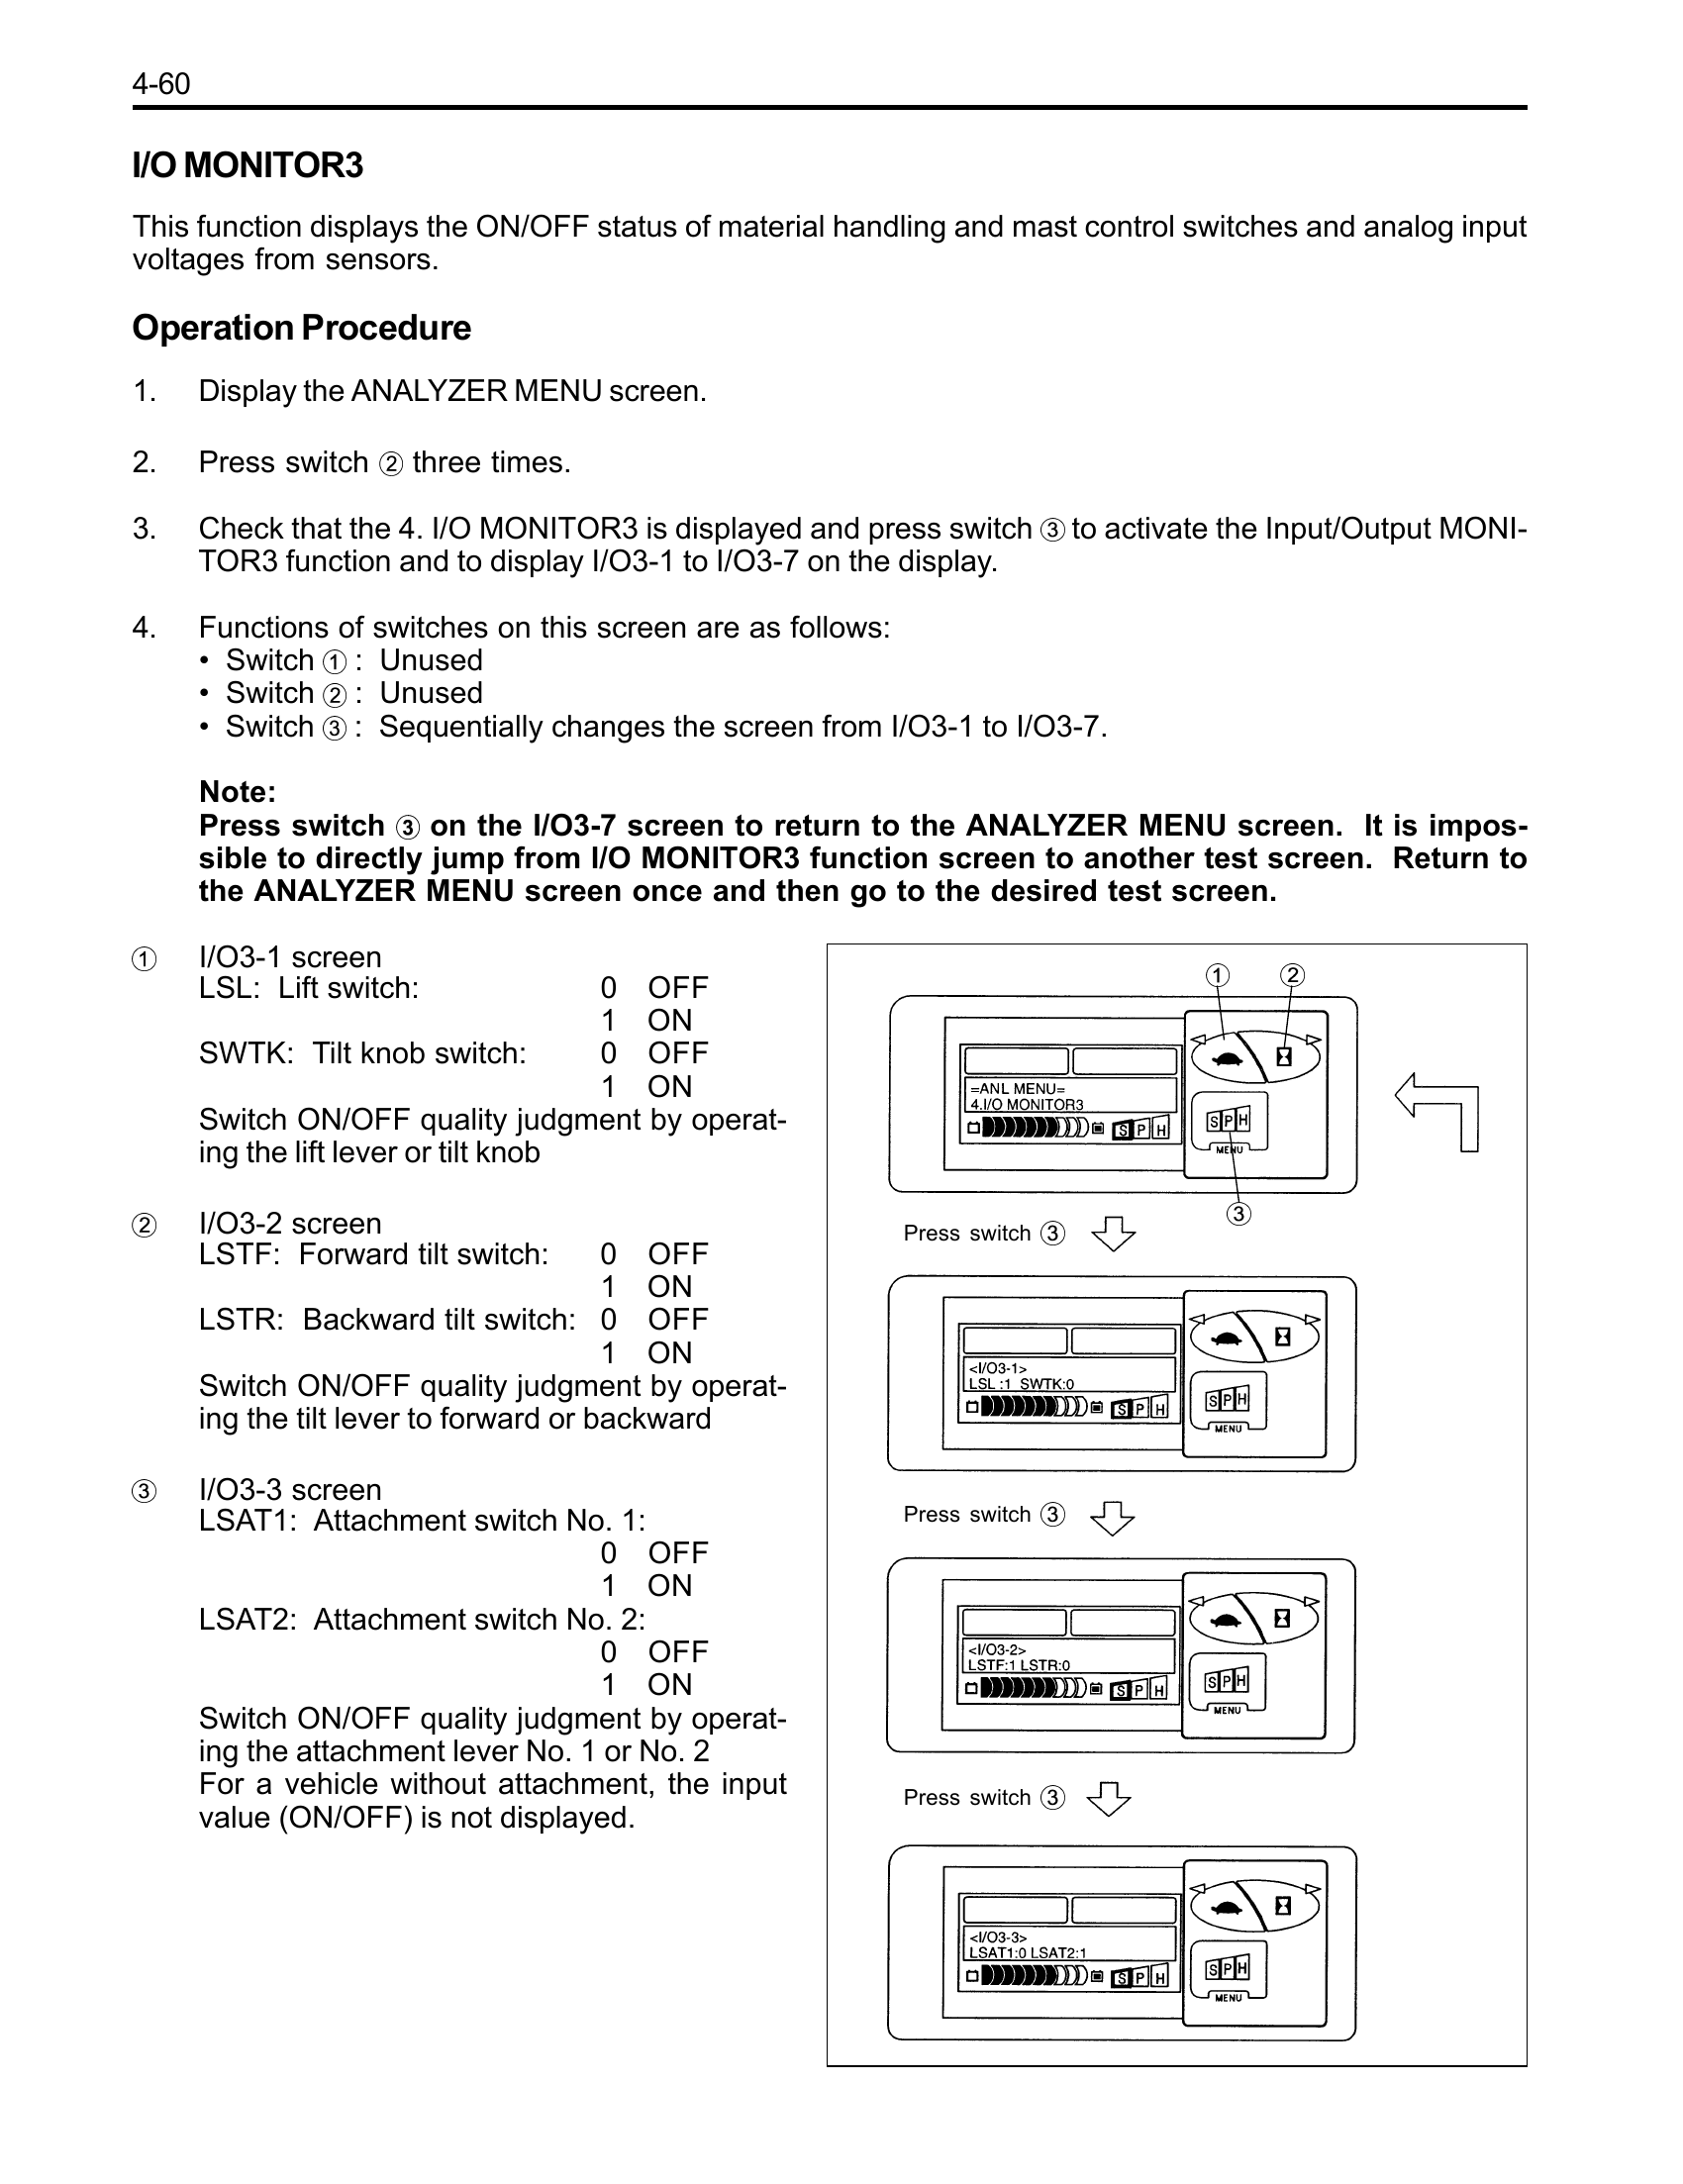 4-60
I/O MONITOR3
This function displays the ON/OFF status of material handling and mast control switches and analog input
voltages from sensors.
Operation Procedure
1. Display the ANALYZER MENU screen.
2. Press switch ② three times.
3. Check that the 4. I/O MONITOR3 is displayed and press switch ③ to activate the Input/Output MONI-
TOR3 function and to display I/O3-1 to I/O3-7 on the display.
4. Functions of switches on this screen are as follows:
• Switch ① : Unused
• Switch ② : Unused
• Switch ③ : Sequentially changes the screen from I/O3-1 to I/O3-7.
Note:
Press switch ③ on the I/O3-7 screen to return to the ANALYZER MENU screen. It is impos-
sible to directly jump from I/O MONITOR3 function screen to another test screen. Return to
the ANALYZER MENU screen once and then go to the desired test screen.
① I/O3-1 screen
LSL: Lift switch: 0 OFF
1 ON
SWTK: Tilt knob switch: 0 OFF
1 ON
Switch ON/OFF quality judgment by operat-
ing the lift lever or tilt knob
② I/O3-2 screen
LSTF: Forward tilt switch: 0 OFF
1 ON
LSTR: Backward tilt switch: 0 OFF
1 ON
Switch ON/OFF quality judgment by operat-
ing the tilt lever to forward or backward
③ I/O3-3 screen
LSAT1: Attachment switch No. 1:
0 OFF
1 ON
LSAT2: Attachment switch No. 2:
0 OFF
1 ON
Switch ON/OFF quality judgment by operat-
ing the attachment lever No. 1 or No. 2
For a vehicle without attachment, the input
value (ON/OFF) is not displayed.
① ②
=ANL MENU=
4.I/O MONITOR3
S P H
S P H
MENU
③
Press switch ③
<I/O3-1>
LSL :1 SWTK:0
S P H
S P H
MENU
Press switch ③
<I/O3-2>
LSTF:1 LSTR:0
S P H
S P H
MENU
Press switch ③
<I/O3-3>
LSAT1:0 LSAT2:1
S P H
S P H
MENU